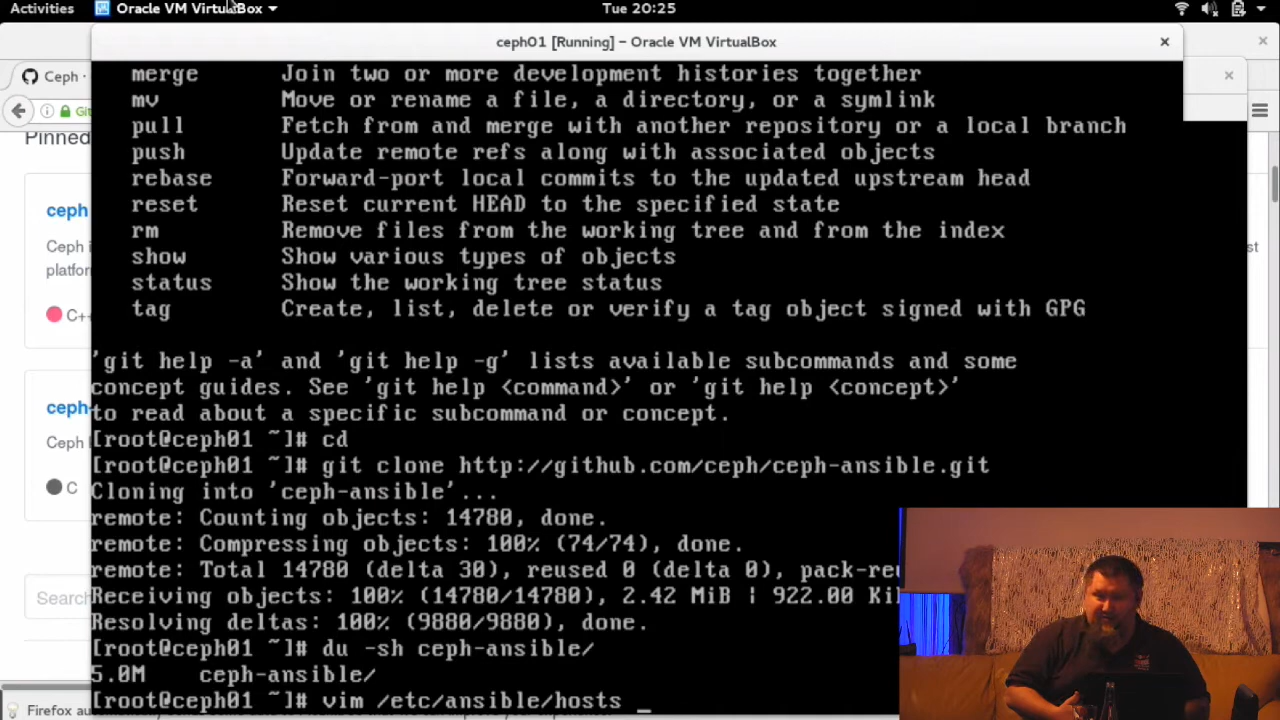 Activities Oracle VM VirtualBox Tue 20:25
ceph01 [Running] – Oracle VM VirtualBox
Ceph ·
Git
Pinned
ceph
Ceph i
platfor
C++
st
ceph-
Ceph
C
Search
merge Join two or more development histories together
mv Move or rename a file, a directory, or a symlink
pull Fetch from and merge with another repository or a local branch
push Update remote refs along with associated objects
rebase Forward-port local commits to the updated upstream head
reset Reset current HEAD to the specified state
rm Remove files from the working tree and from the index
show Show various types of objects
status Show the working tree status
tag Create, list, delete or verify a tag object signed with GPG
'git help -a' and 'git help -g' lists available subcommands and some
concept guides. See 'git help <command>' or 'git help <concept>'
to read about a specific subcommand or concept.
[root@ceph01 ~]# cd
[root@ceph01 ~]# git clone http://github.com/ceph/ceph-ansible.git
Cloning into 'ceph-ansible'...
remote: Counting objects: 14780, done.
remote: Compressing objects: 100% (74/74), done.
remote: Total 14780 (delta 30), reused 0 (delta 0), pack-reu
Receiving objects: 100% (14780/14780), 2.42 MiB | 922.00 Ki
Resolving deltas: 100% (9880/9880), done.
[root@ceph01 ~]# du -sh ceph-ansible/
5.0M ceph-ansible/
[root@ceph01 ~]# vim /etc/ansible/hosts _
Firefox